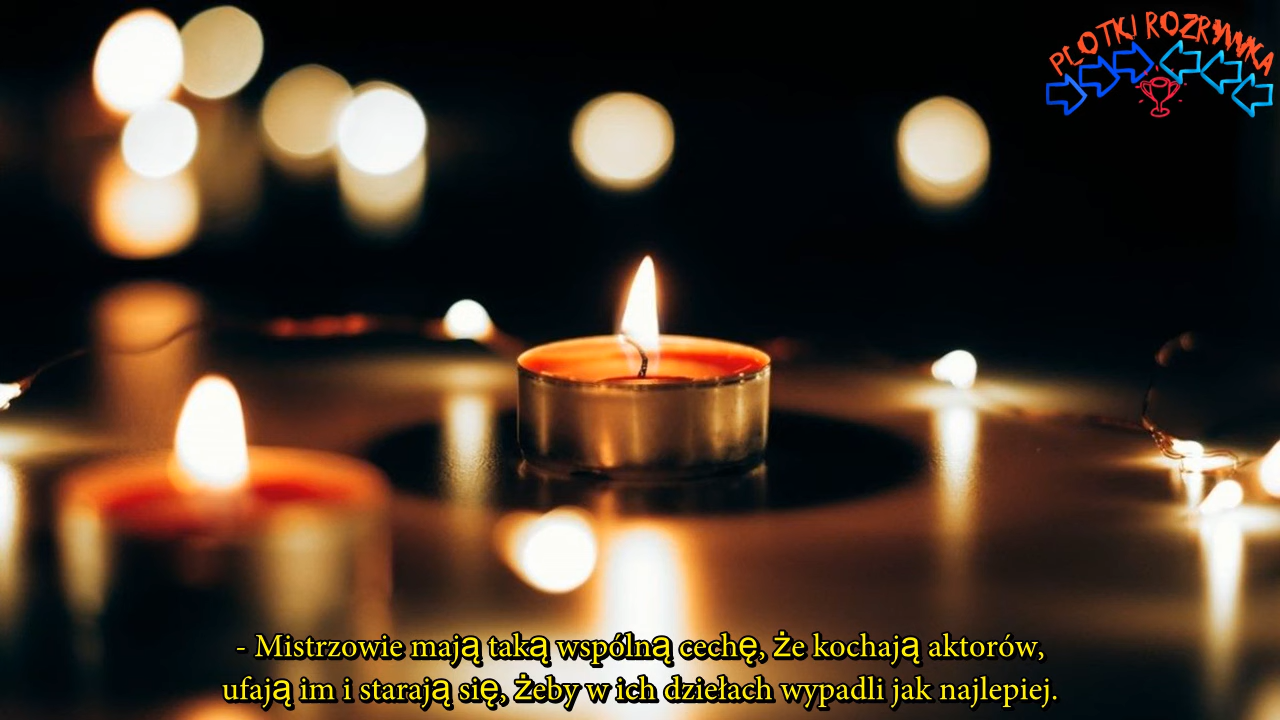 PLOTKI ROZRYWKA
- Mistrzowie mają taką wspólną cechę, że kochają aktorów,
ufają im i starają się, żeby w ich dziełach wypadli jak najlepiej.